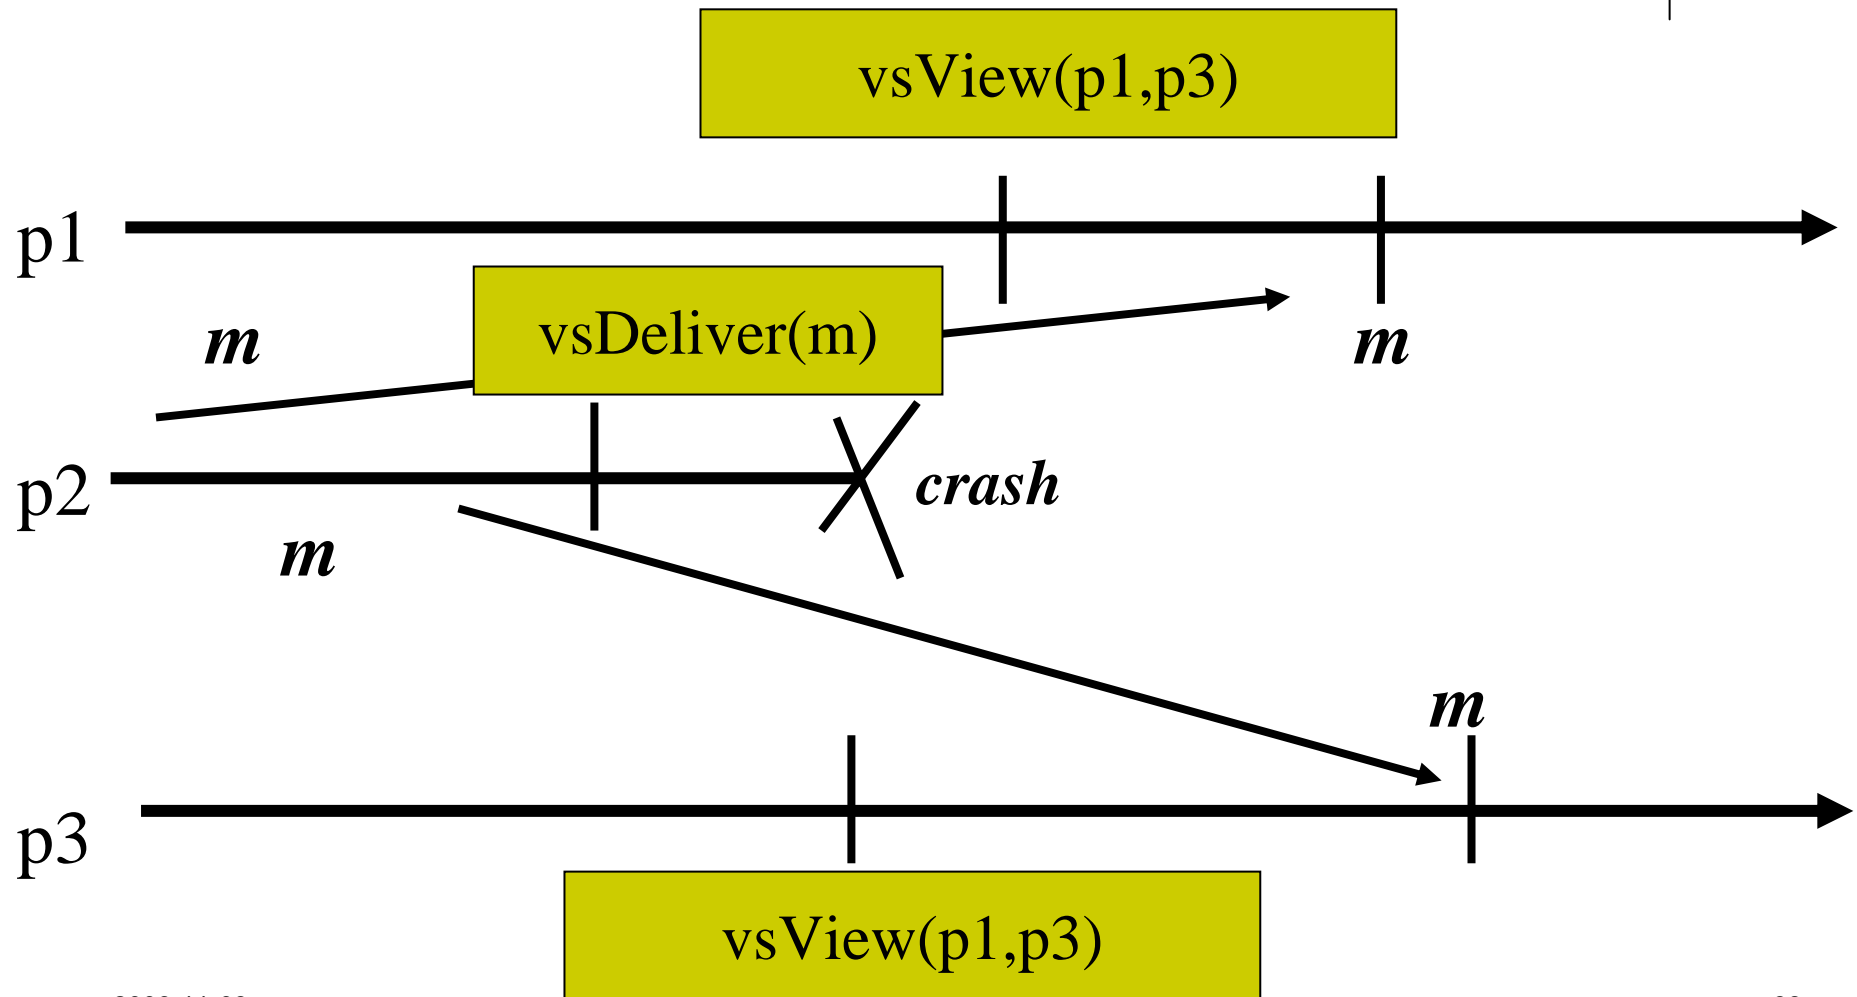 vsView(p1,p3)
p1
vsDeliver(m)
m
m
p2
crash
m
m
p3
vsView(p1,p3)